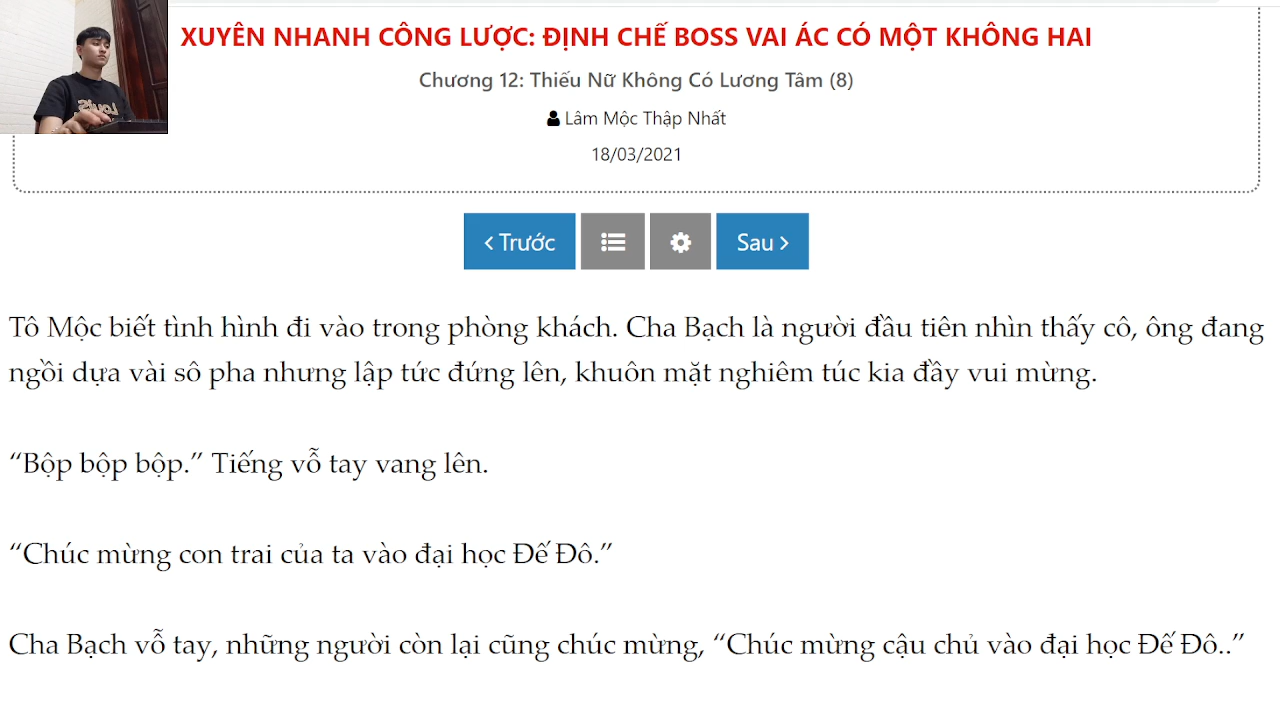 XUYÊN NHANH CÔNG LƯỢC: ĐỊNH CHẾ BOSS VAI ÁC CÓ MỘT KHÔNG HAI
Chương 12: Thiếu Nữ Không Có Lương Tâm (8)
Lâm Mộc Thập Nhất
18/03/2021
Trước
Sau
Tô Mộc biết tình hình đi vào trong phòng khách. Cha Bạch là người đầu tiên nhìn thấy cô, ông đang
ngồi dựa vài sô pha nhưng lập tức đứng lên, khuôn mặt nghiêm túc kia đầy vui mừng.
“Bộp bộp bộp.” Tiếng vỗ tay vang lên.
“Chúc mừng con trai của ta vào đại học Đế Đô.”
Cha Bạch vỗ tay, những người còn lại cũng chúc mừng, “Chúc mừng cậu chủ vào đại học Đế Đô..”